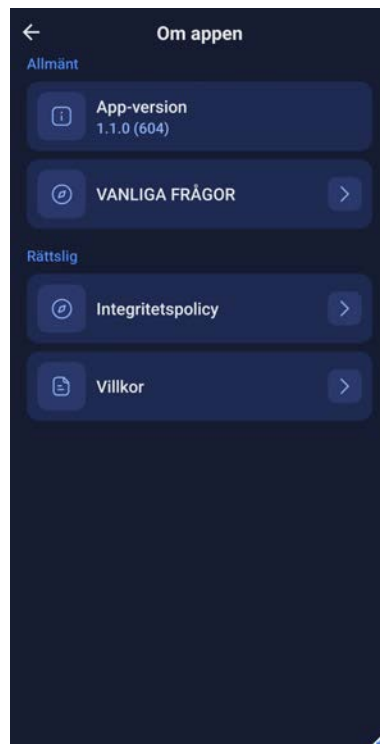 Om appen
Allmänt
App-version
1.1.0 (604)
VANLIGA FRÅGOR
Rättslig
Integritetspolicy
Villkor